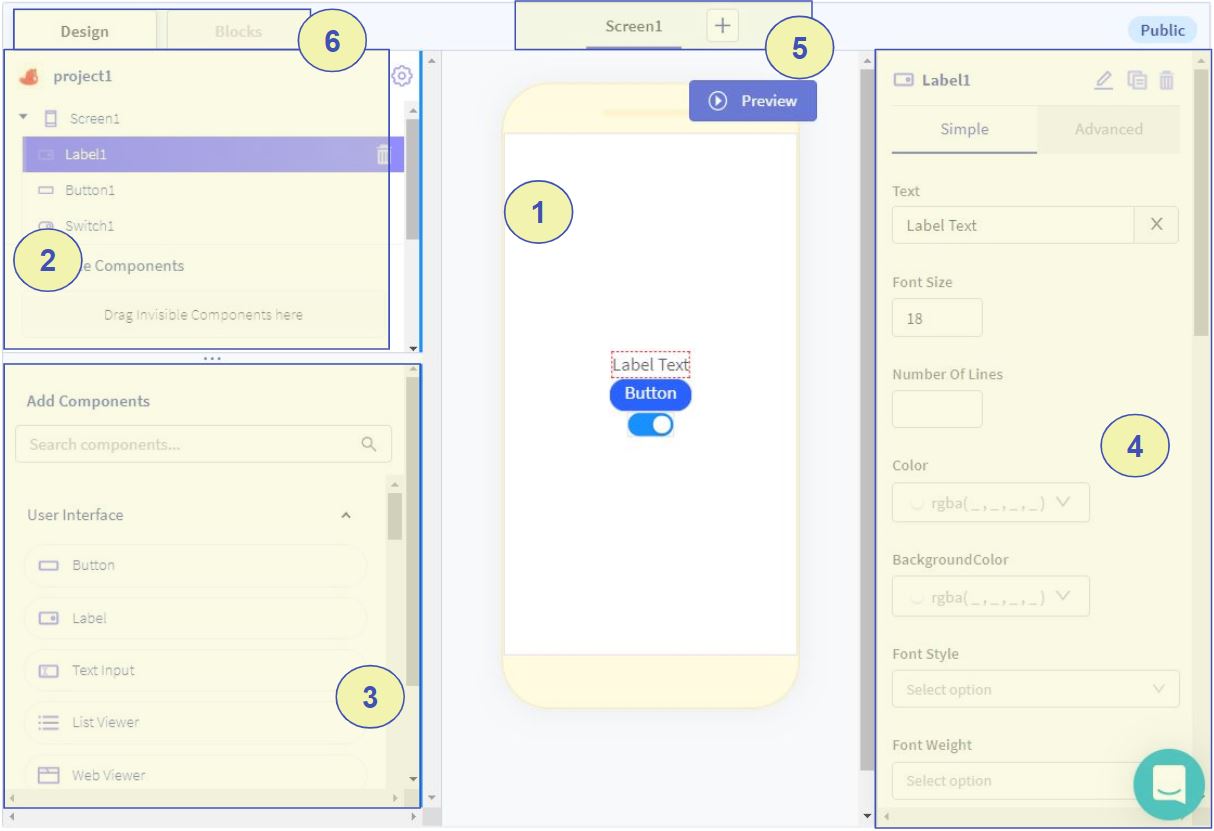 Design
Blocks
6
Screen1
+
5
Public
project1
Screen1
Label1
Button1
Switch1
2
e Components
Drag Invisible Components here
Add Components
Search components...
User Interface
Button
Label
Text Input
3
List Viewer
Web Viewer
Preview
1
Label Text
Button
Label1
Simple
Advanced
Text
Label Text
X
Font Size
18
Number Of Lines
4
Color
rgba( _ , _ , _ , _ )
BackgroundColor
rgba( _ , _ , _ , _ )
Font Style
Select option
Font Weight
Select option